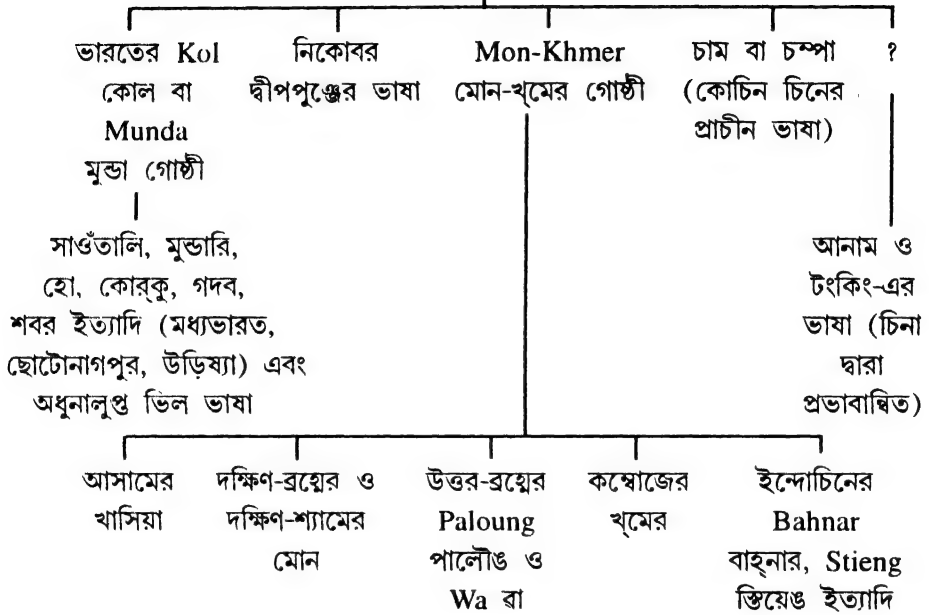 ভারতের Kol
কোল বা
Munda
মুন্ডা গোষ্ঠী
নিকোবর
দ্বীপপুঞ্জের ভাষা
Mon-Khmer
মোন-খ্‌মের গোষ্ঠী
চাম বা চম্পা
(কোচিন চিনের
প্রাচীন ভাষা)
?
সাওঁতালি, মুন্ডারি,
হো, কোর্‌কু, গদব,
শবর ইত্যাদি (মধ্যভারত,
ছোটোনাগপুর, উড়িষ্যা) এবং
অধুনালুপ্ত ভিল ভাষা
আনাম ও
টংকিং-এর
ভাষা (চিনা
দ্বারা
প্রভাবান্বিত)
আসামের
খাসিয়া
দক্ষিণ-ব্রহ্মের ও
দক্ষিণ-শ্যামের
মোন
উত্তর-ব্রহ্মের
Paloung
পালৌঙ ও
Wa ৱা
কম্বোজের
খ্‌মের
ইন্দোচিনের
Bahnar
বাহ্‌নার, Stieng
স্তিয়েঙ ইত্যাদি